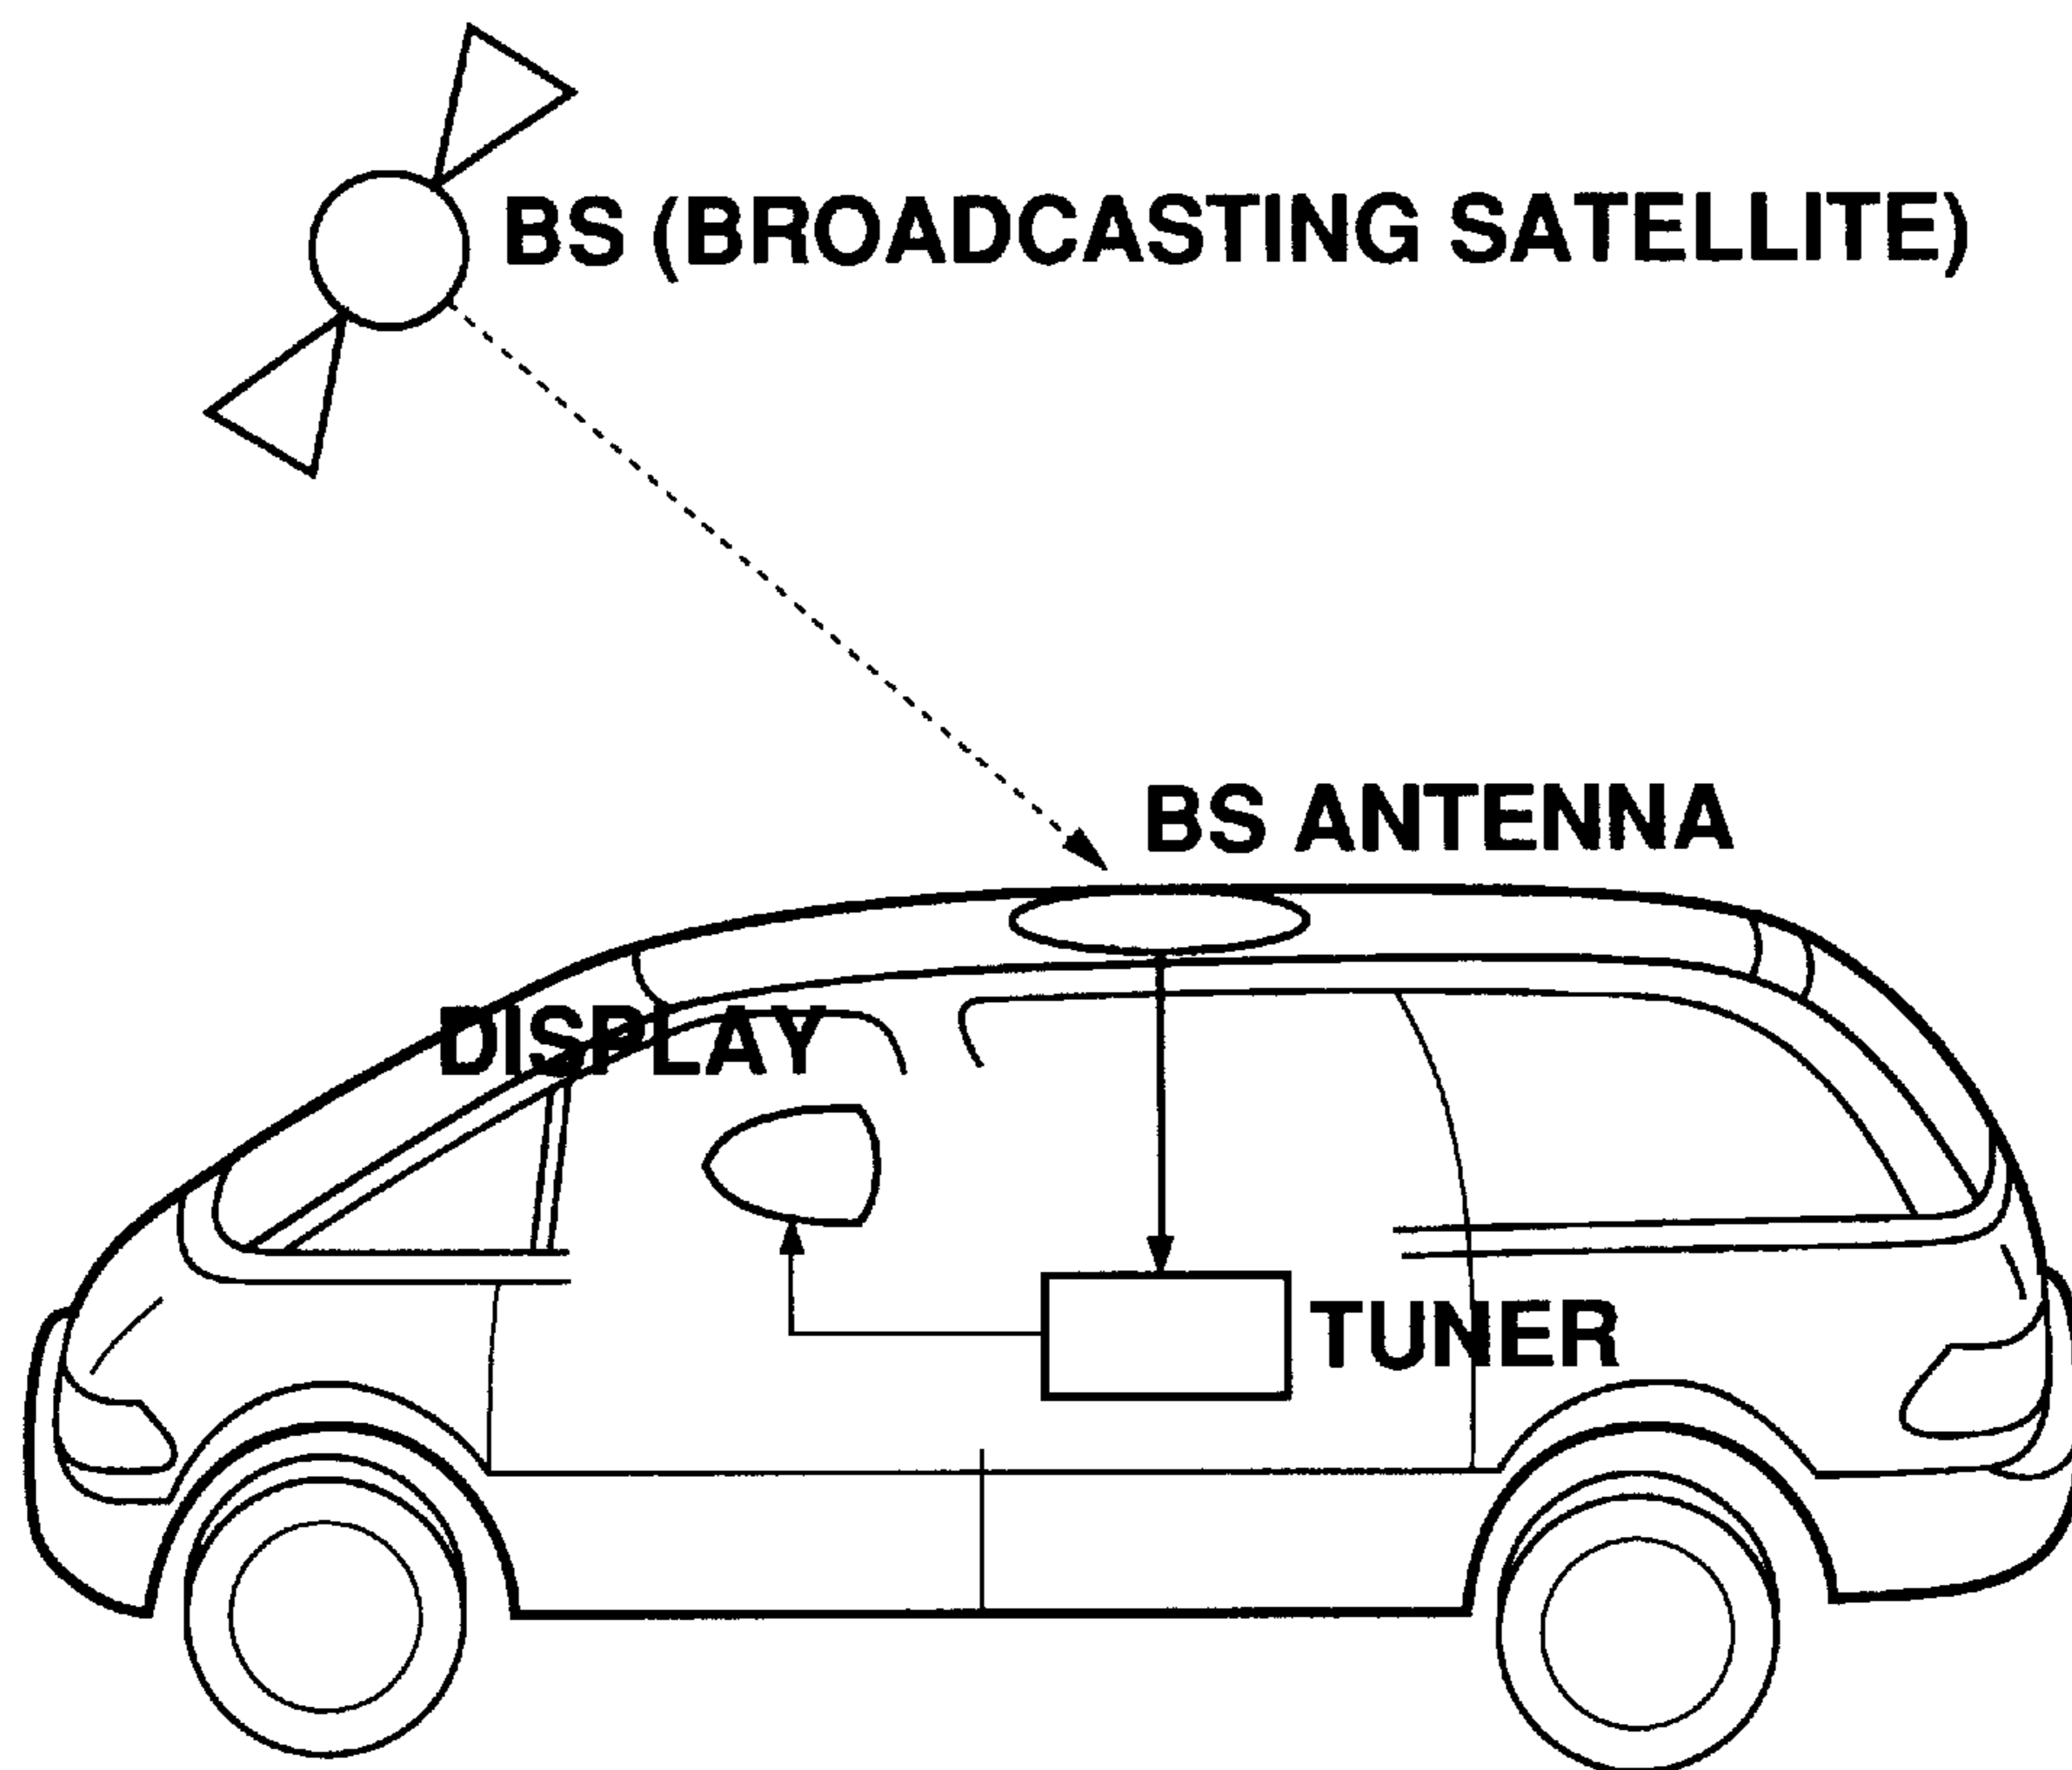 BS (BROADCASTING SATELLITE)
BS ANTENNA
DISPLAY
TUNER